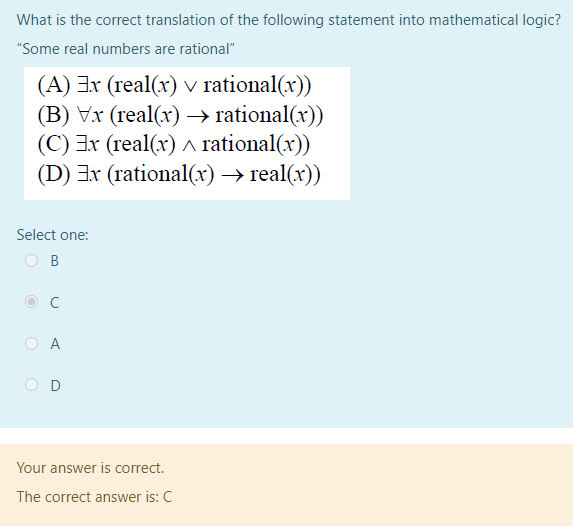 What is the correct translation of the following statement into mathematical logic?
“Some real numbers are rational”
(A) ∃x (real(x) ∨ rational(x))
(B) ∀x (real(x) → rational(x))
(C) ∃x (real(x) ∧ rational(x))
(D) ∃x (rational(x) → real(x))
Select one:
B
C
A
D
Your answer is correct.
The correct answer is: C